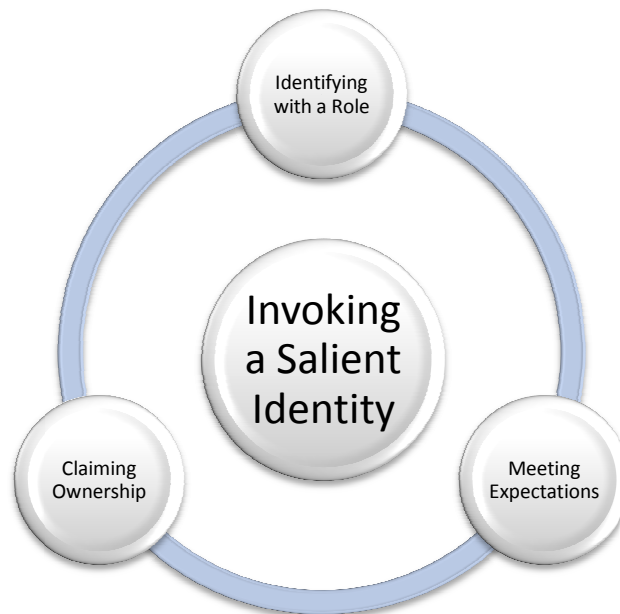 Identifying
with a Role
Invoking
a Salient
Identity
Claiming
Ownership
Meeting
Expectations